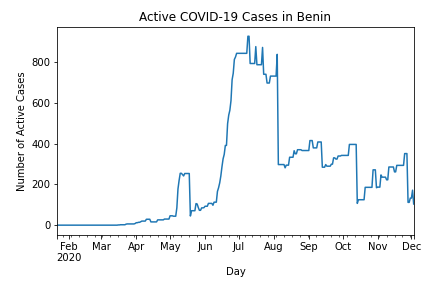 Active COVID-19 Cases in Benin
Number of Active Cases
800
600
400
200
0
Feb Mar Apr May Jun Jul Aug Sep Oct Nov Dec
2020
Day